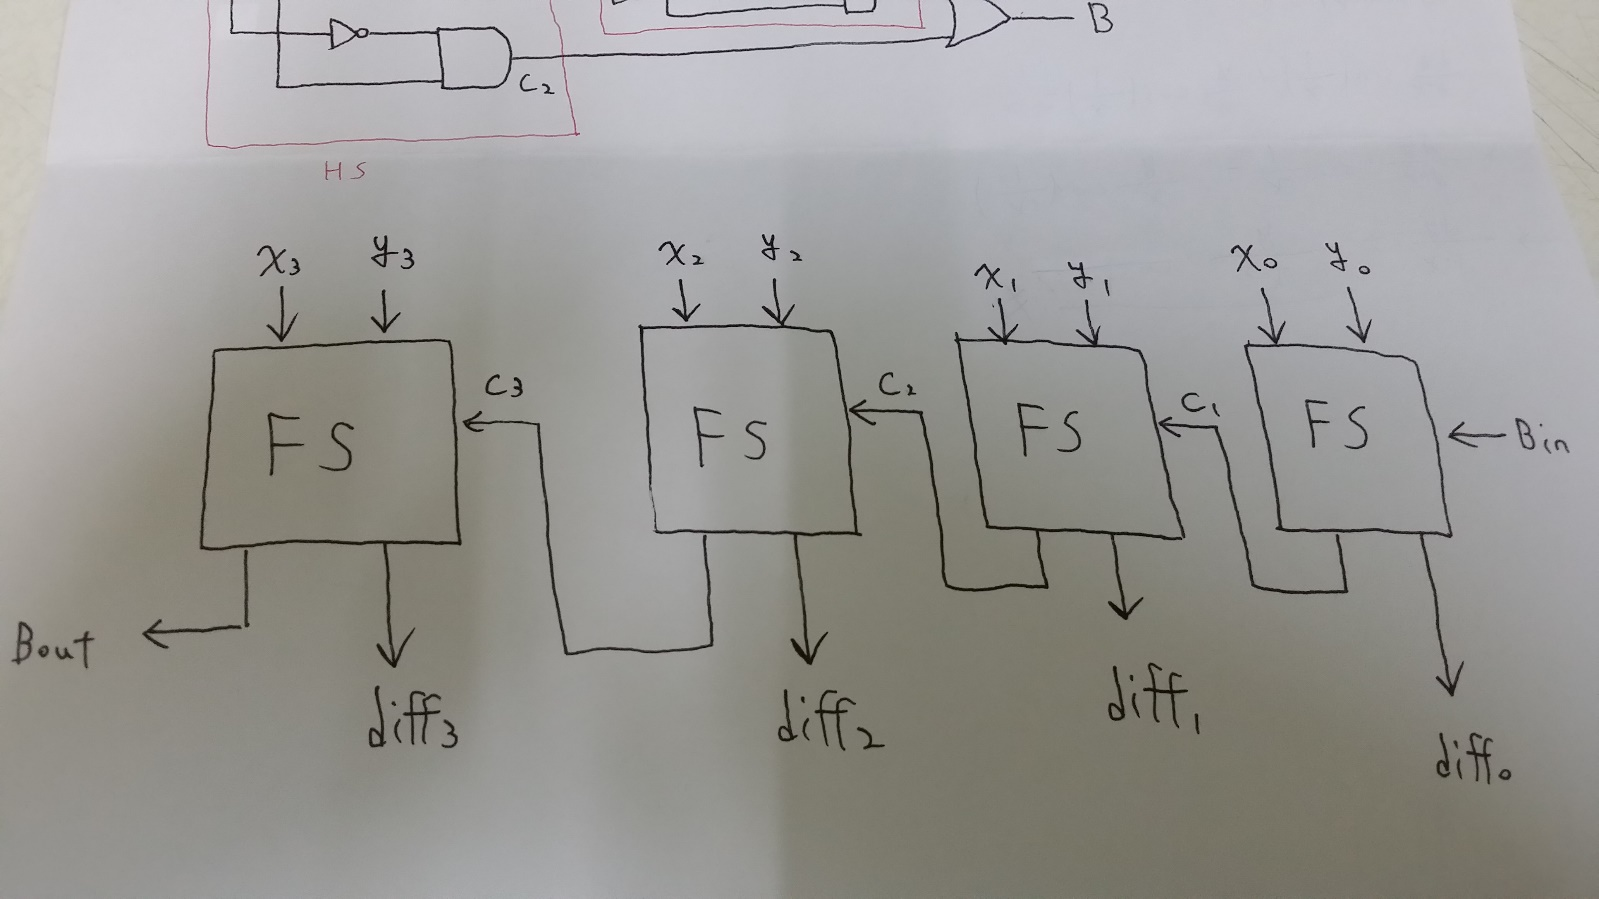 B
C₂
HS
x₃ y₃ x₂ y₂ x₁ y₁ x₀ y₀
C₃ C₂ C₁
FS FS FS FS Bin
Bout
diff₃ diff₂ diff₁ diff₀